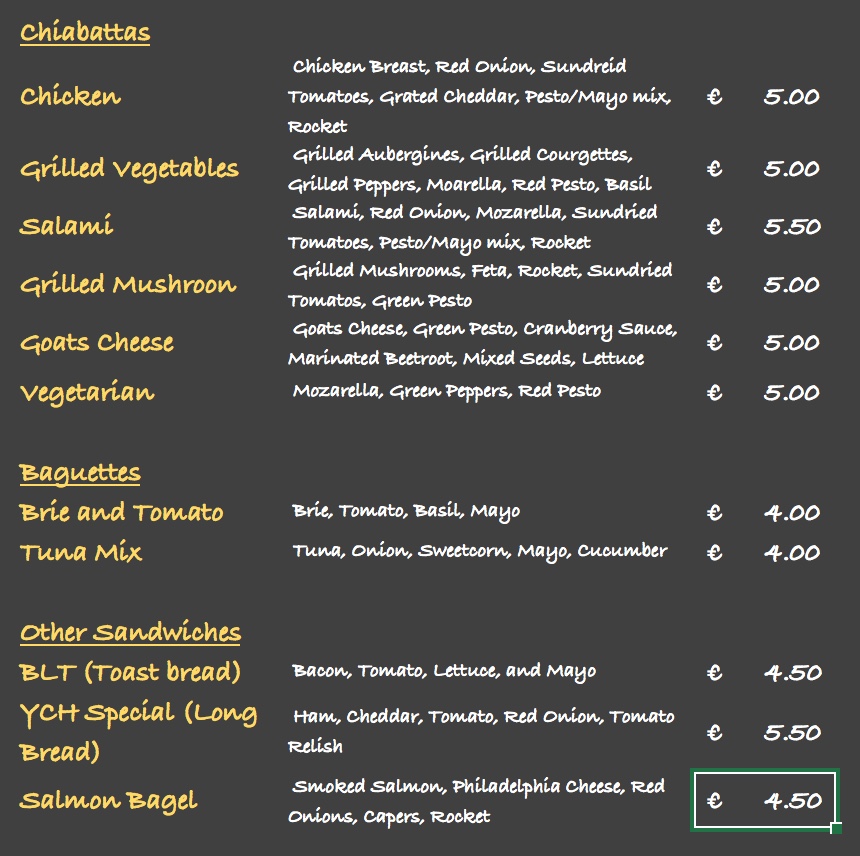 Chiabattas
Chicken Chicken Breast, Red Onion, Sundreid
Tomatoes, Grated Cheddar, Pesto/Mayo mix, € 5.00
Rocket
Grilled Vegetables Grilled Aubergines, Grilled Courgettes,
Grilled Peppers, Moarella, Red Pesto, Basil € 5.00
Salami Salami, Red Onion, Mozarella, Sundried
Tomatoes, Pesto/Mayo mix, Rocket € 5.50
Grilled Mushroon Grilled Mushrooms, Feta, Rocket, Sundried
Tomatos, Green Pesto € 5.00
Goats Cheese Goats Cheese, Green Pesto, Cranberry Sauce,
Marinated Beetroot, Mixed Seeds, Lettuce € 5.00
Vegetarian Mozarella, Green Peppers, Red Pesto € 5.00
Baguettes
Brie and Tomato Brie, Tomato, Basil, Mayo € 4.00
Tuna Mix Tuna, Onion, Sweetcorn, Mayo, Cucumber € 4.00
Other Sandwiches
BLT (Toast bread) Bacon, Tomato, Lettuce, and Mayo € 4.50
YCH Special (Long Ham, Cheddar, Tomato, Red Onion, Tomato
Bread) Relish € 5.50
Salmon Bagel Smoked Salmon, Philadelphia Cheese, Red
Onions, Capers, Rocket € 4.50